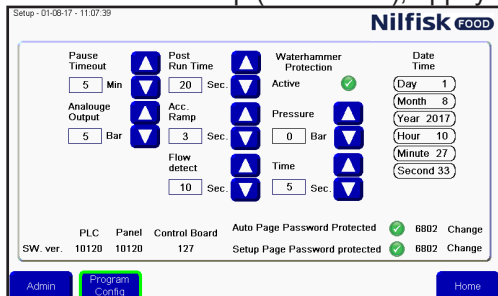 Setup - 01-08-17 - 11:07:39
Nilfisk FOOD
Pause Timeout
5 Min
Analouge Output
5 Bar
Post Run Time
20 Sec.
Acc. Ramp
3 Sec.
Flow detect
10 Sec.
Waterhammer Protection
Active
Pressure
0 Bar
Time
5 Sec.
Date Time
Day 1
Month 8
Year 2017
Hour 10
Minute 27
Second 33
PLC Panel Control Board
SW. ver. 10120 10120 127
Auto Page Password Protected 6802 Change
Setup Page Password protected 6802 Change
Admin
Program Config
Home